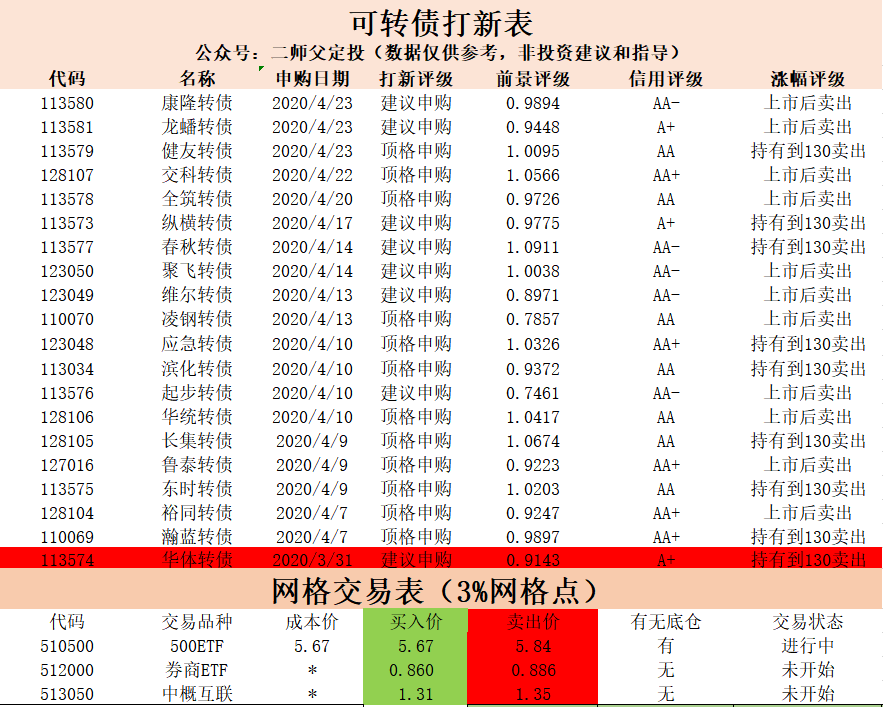 可转债打新表
公众号：二师父定投（数据仅供参考，非投资建议和指导）
代码 名称 申购日期 打新评级 前景评级 信用评级 涨幅评级
113580 康隆转债 2020/4/23 建议申购 0.9894 AA- 上市后卖出
113581 龙蟠转债 2020/4/23 建议申购 0.9448 A+ 上市后卖出
113579 健友转债 2020/4/23 顶格申购 1.0095 AA 持有到130卖出
128107 交科转债 2020/4/22 顶格申购 1.0566 AA+ 上市后卖出
113578 全筑转债 2020/4/20 顶格申购 0.9726 AA 上市后卖出
113573 纵横转债 2020/4/17 建议申购 0.9775 A+ 持有到130卖出
113577 春秋转债 2020/4/14 建议申购 1.0911 AA- 持有到130卖出
123050 聚飞转债 2020/4/14 建议申购 1.0038 AA- 上市后卖出
123049 维尔转债 2020/4/13 建议申购 0.8971 AA- 上市后卖出
110070 凌钢转债 2020/4/13 顶格申购 0.7857 AA 上市后卖出
123048 应急转债 2020/4/10 顶格申购 1.0326 AA+ 持有到130卖出
113034 滨化转债 2020/4/10 顶格申购 0.9372 AA 持有到130卖出
113576 起步转债 2020/4/10 建议申购 0.7461 AA- 上市后卖出
128106 华统转债 2020/4/10 顶格申购 1.0417 AA 上市后卖出
128105 长集转债 2020/4/9 顶格申购 1.0674 AA 持有到130卖出
127016 鲁泰转债 2020/4/9 顶格申购 0.9223 AA+ 上市后卖出
113575 东时转债 2020/4/9 顶格申购 1.0203 AA 持有到130卖出
128104 裕同转债 2020/4/7 顶格申购 0.9247 AA+ 上市后卖出
110069 瀚蓝转债 2020/4/7 顶格申购 0.9897 AA+ 持有到130卖出
113574 华体转债 2020/3/31 建议申购 0.9143 A+ 持有到130卖出
网格交易表（3%网格点）
代码 交易品种 成本价 买入价 卖出价 有无底仓 交易状态
510500 500ETF 5.67 5.67 5.84 有 进行中
512000 券商ETF * 0.860 0.886 无 未开始
513050 中概互联 * 1.31 1.35 无 未开始